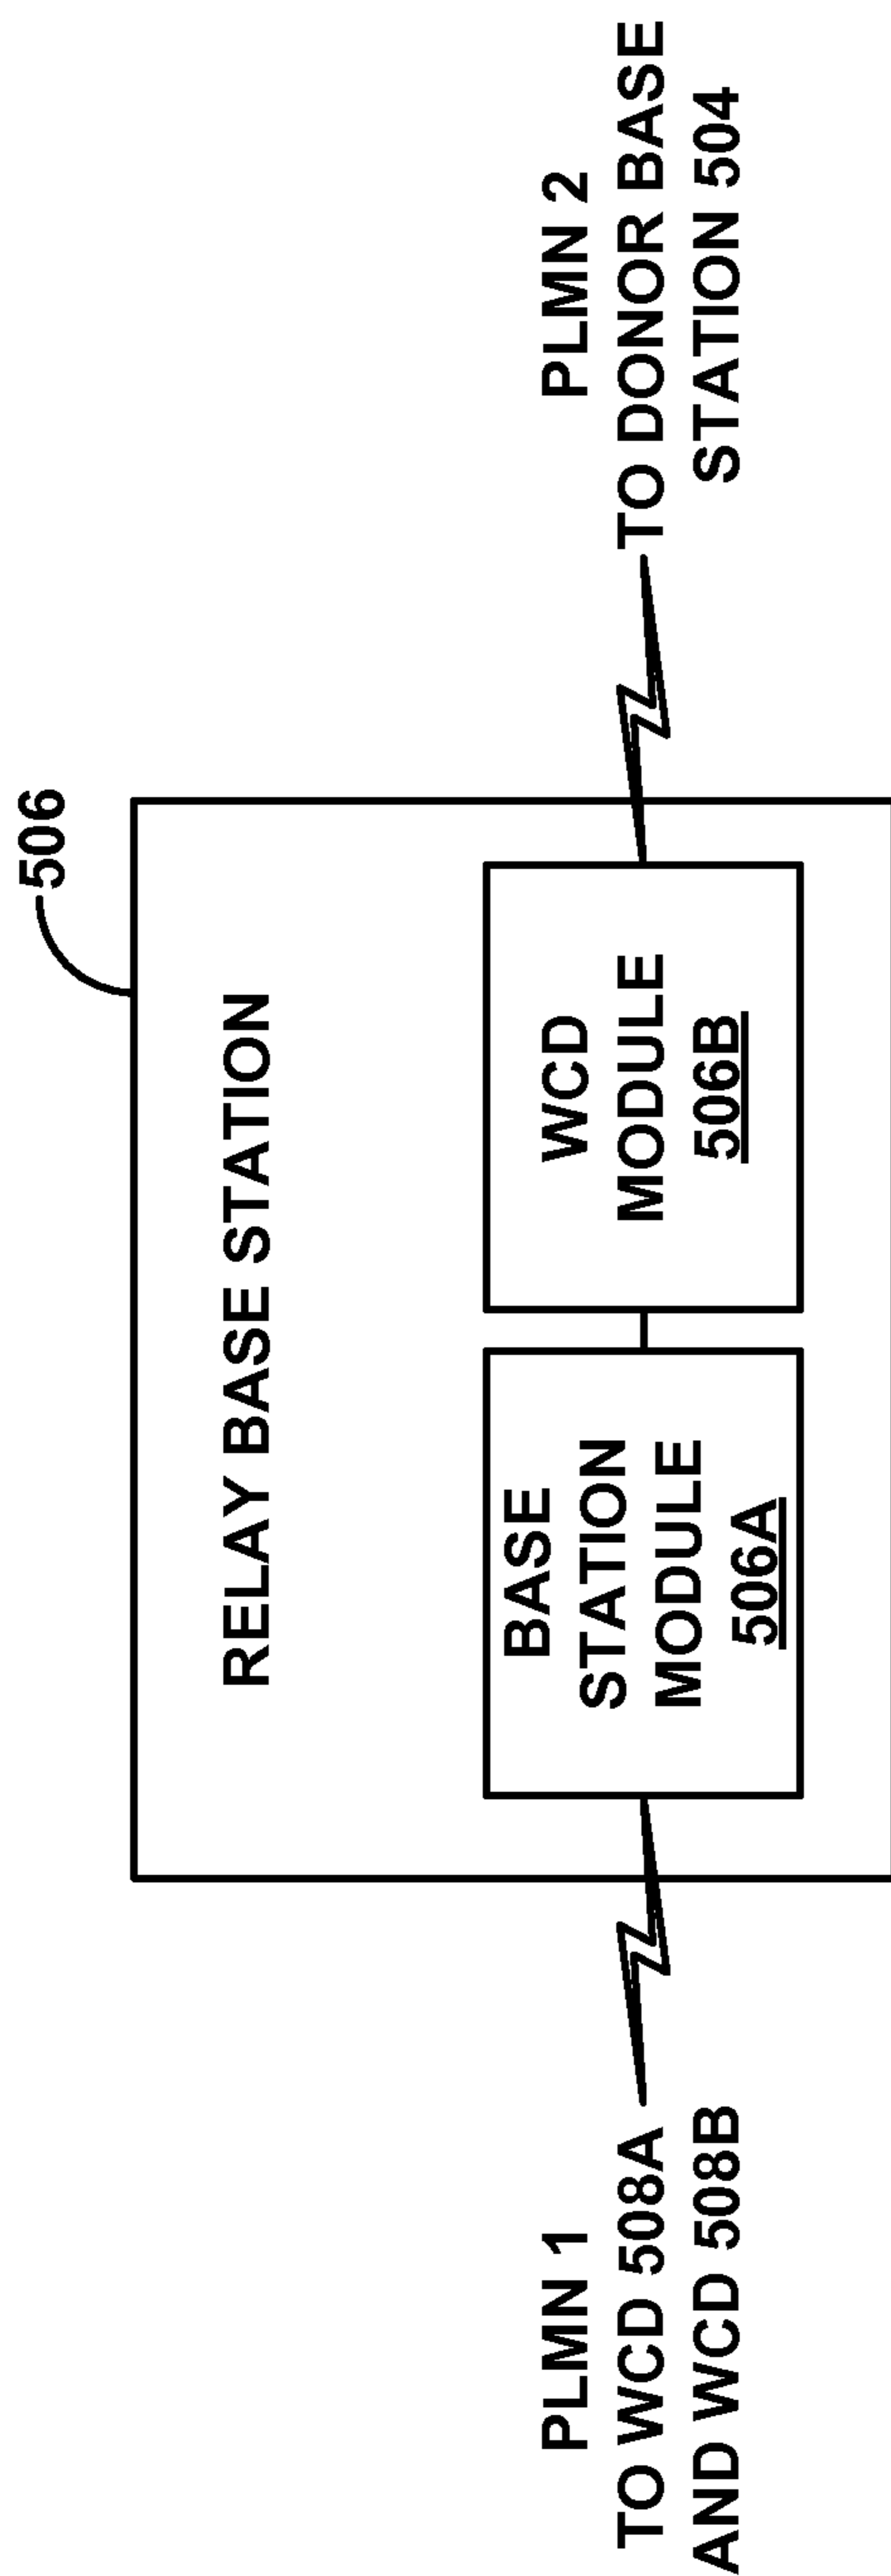 506
RELAY BASE STATION
PLMN 1
TO WCD 508A
AND WCD 508B
BASE
STATION
MODULE
506A
WCD
MODULE
506B
PLMN 2
TO DONOR BASE
STATION 504